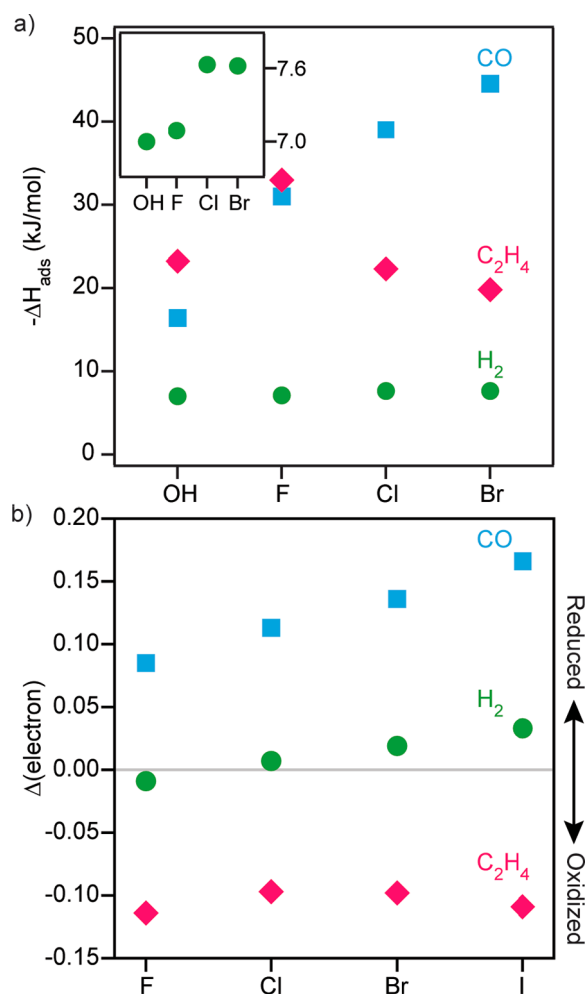 a)
50
40
30
20
10
0
-ΔH_ads (kJ/mol)
7.6
7.0
OH F Cl Br
CO
C₂H₄
H₂
OH F Cl Br
b)
0.20
0.15
0.10
0.05
0.00
-0.05
-0.10
-0.15
Δ(electron)
CO
H₂
C₂H₄
Reduced
Oxidized
F Cl Br I